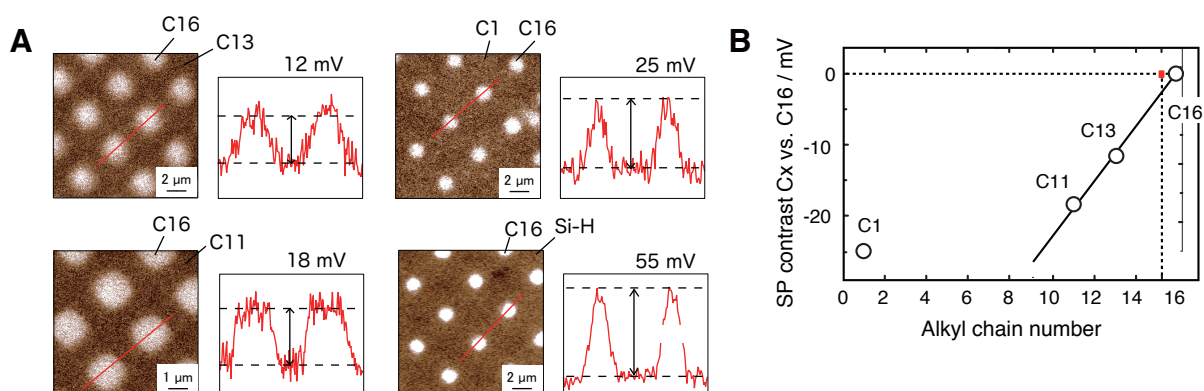 A
C16
C13
12 mV
2 µm
C1
C16
25 mV
2 µm
C16
C11
18 mV
1 µm
C16
Si-H
55 mV
2 µm
B
SP contrast Cx vs. C16 / mV
0
-10
-20
C1
C11
C13
C16
0 2 4 6 8 10 12 14 16
Alkyl chain number